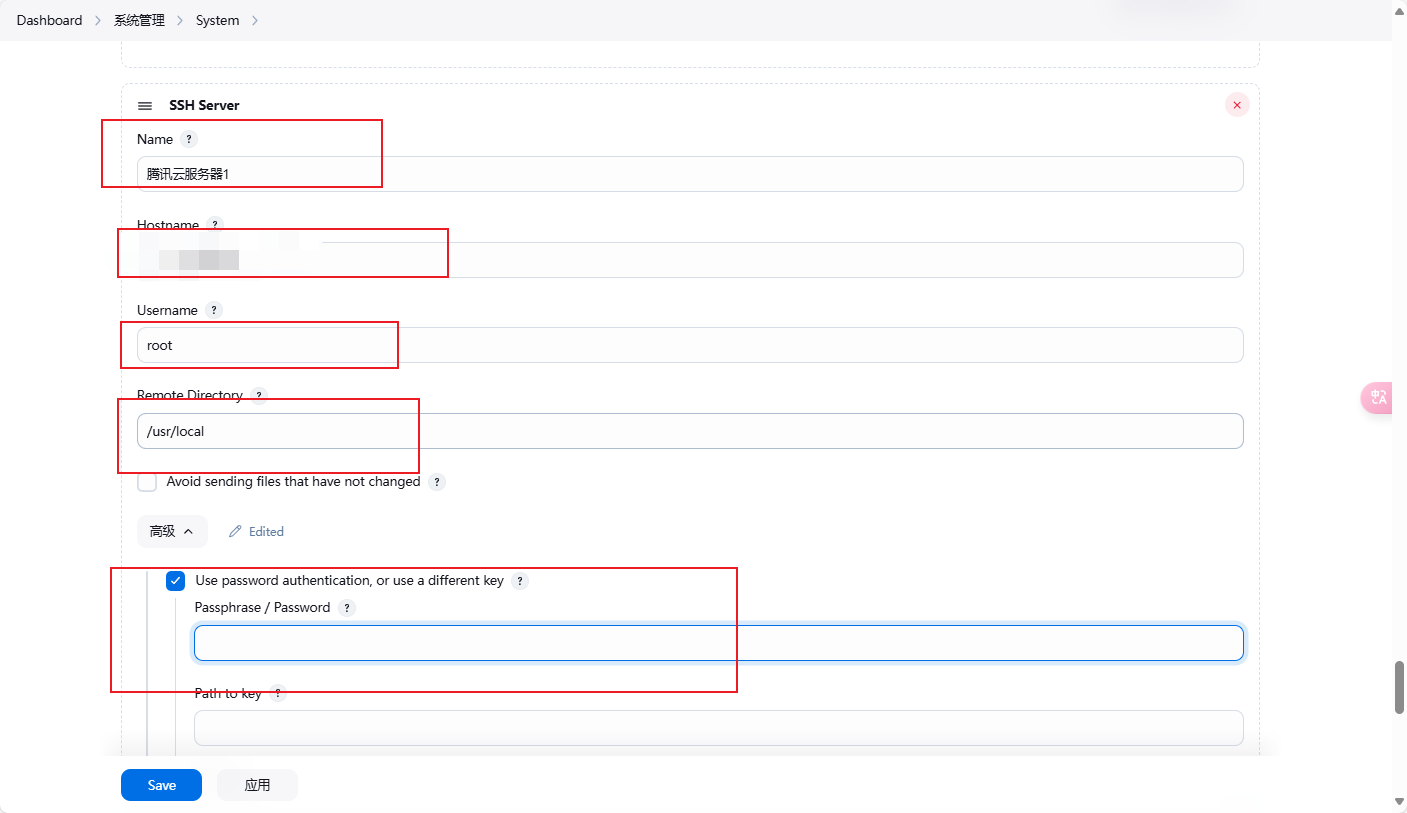 Dashboard 系统管理 System
SSH Server
Name ?
腾讯云服务器1
Hostname ?
Username ?
root
Remote Directory ?
/usr/local
Avoid sending files that have not changed ?
高级 Edited
Use password authentication, or use a different key ?
Passphrase / Password ?
Path to key ?
Save 应用